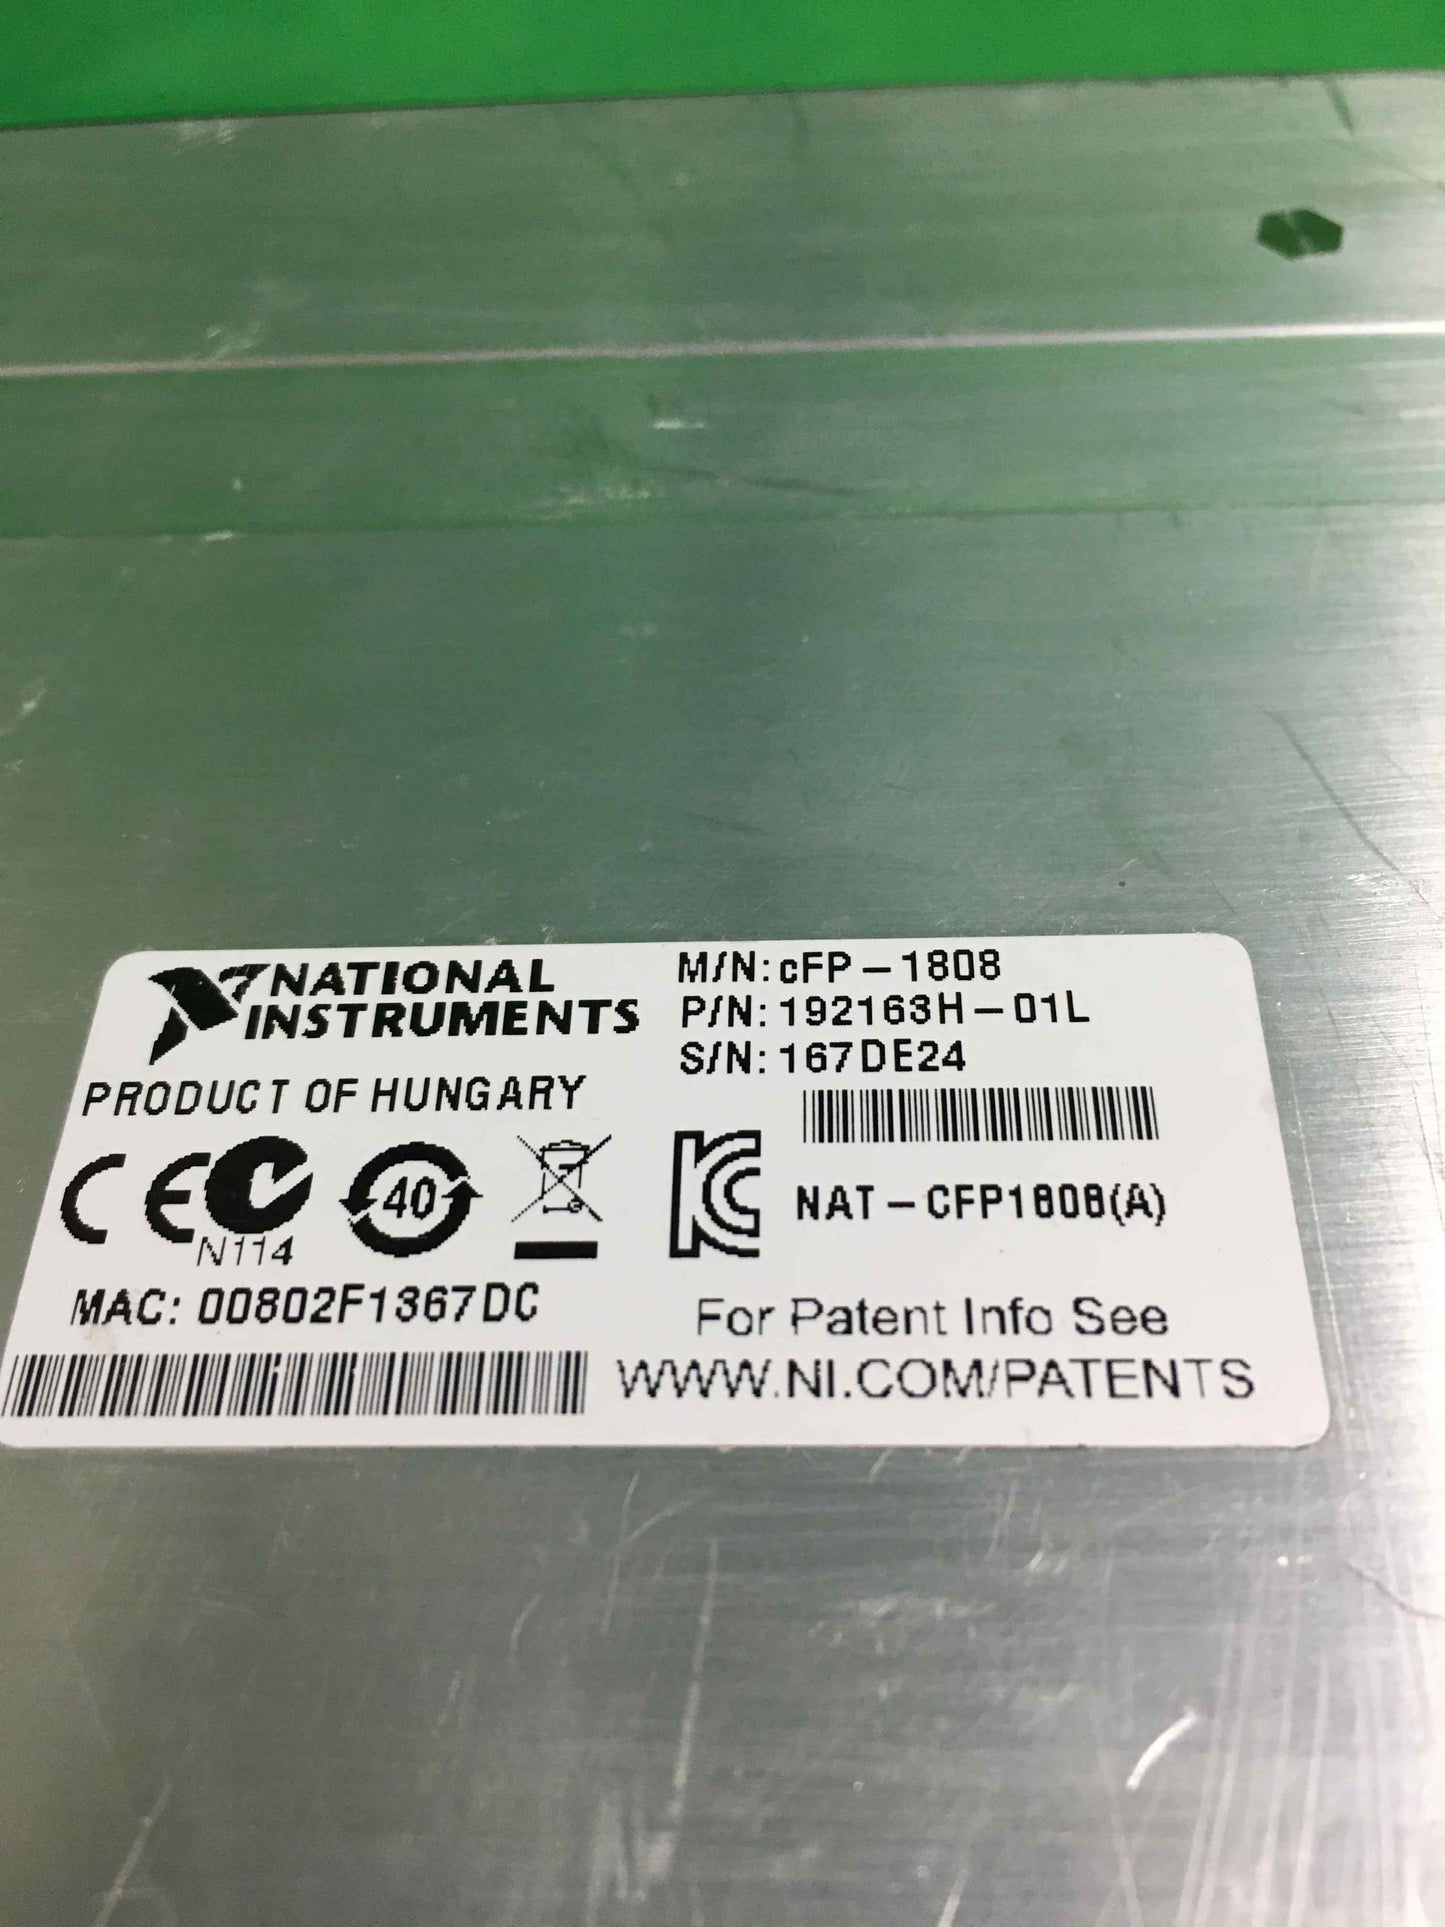 NATIONAL
INSTRUMENTS
PRODUCT OF HUNGARY
M/N: cFP-1808
P/N: 192163H-01L
S/N: 167DE24
CE
N114
40
NAT-CFP1808(A)
MAC: 00802F1367DC
For Patent Info See
WWW.NI.COM/PATENTS